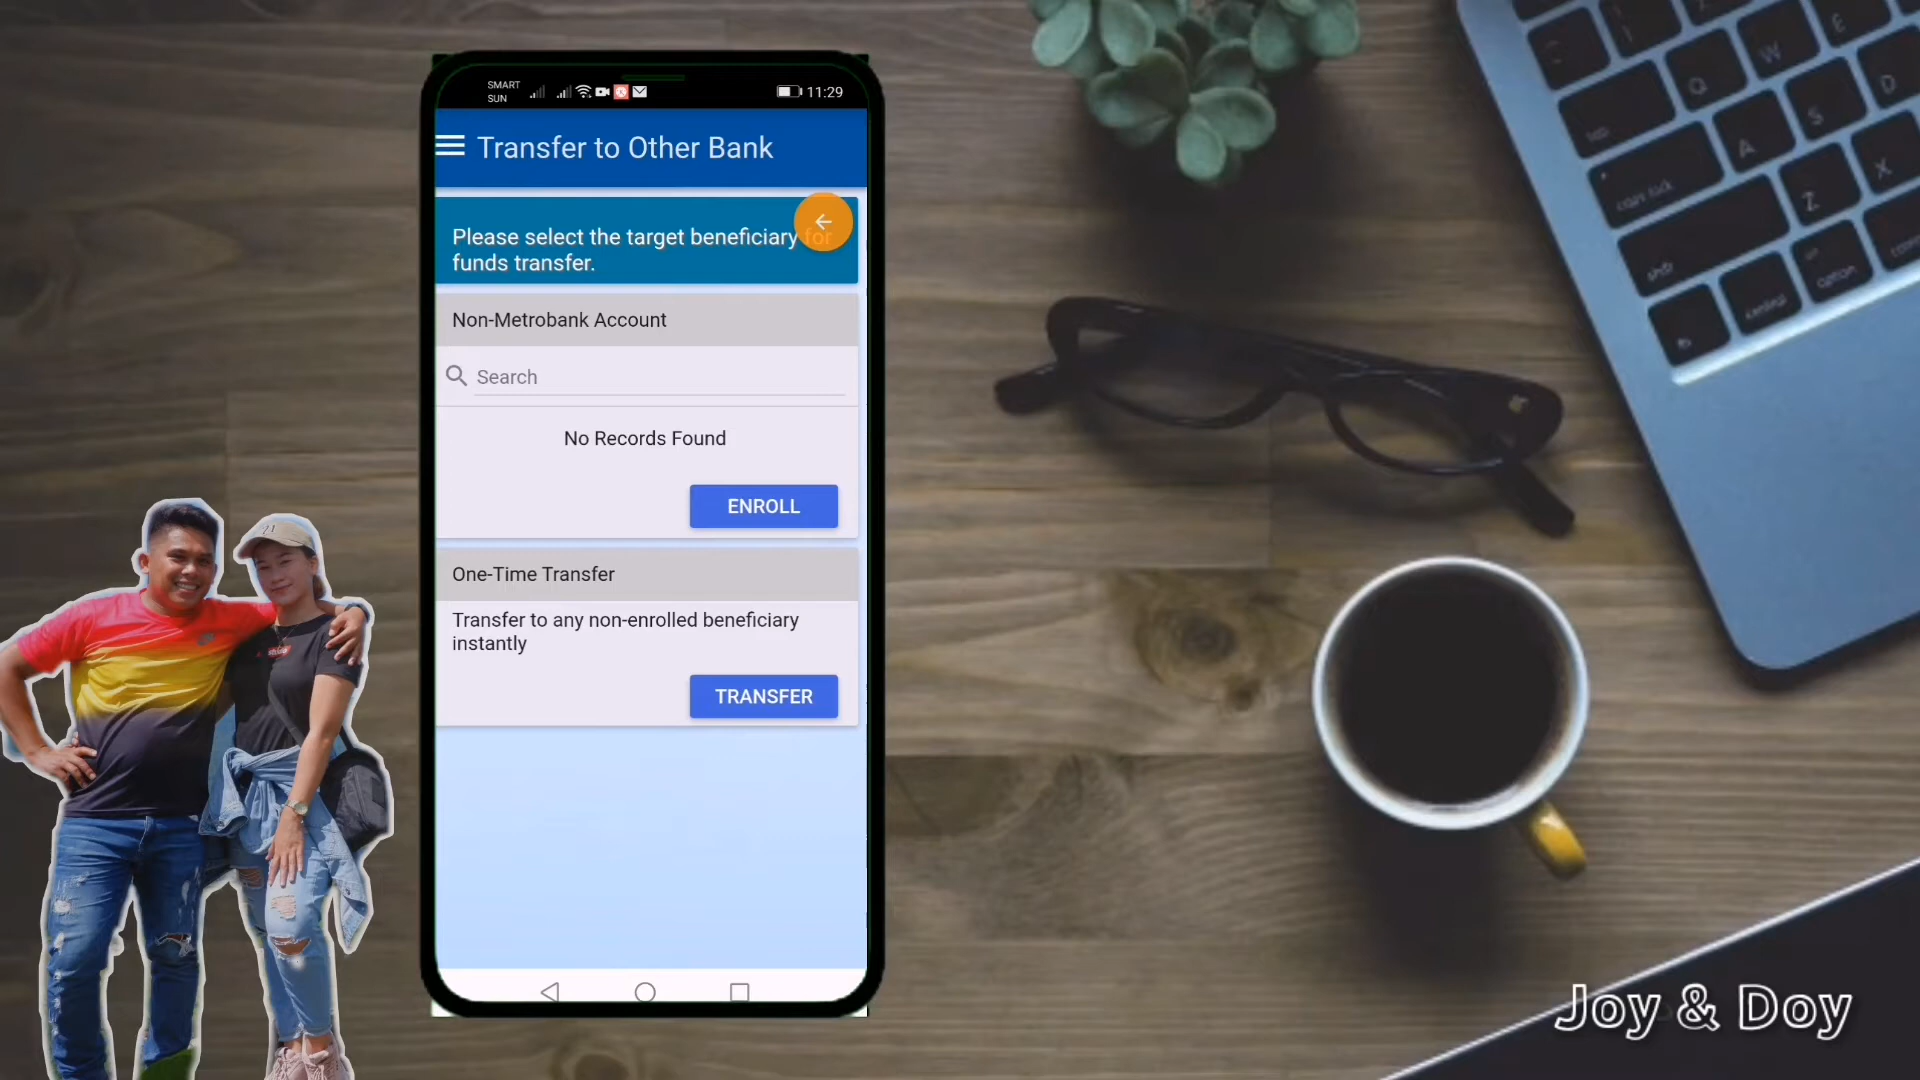 SMART
SUN
11:29
Transfer to Other Bank
Please select the target beneficiary for
funds transfer.
Non-Metrobank Account
Search
No Records Found
ENROLL
One-Time Transfer
Transfer to any non-enrolled beneficiary
instantly
TRANSFER
Q
W
E
A
S
D
Z
X
option
Joy & Doy